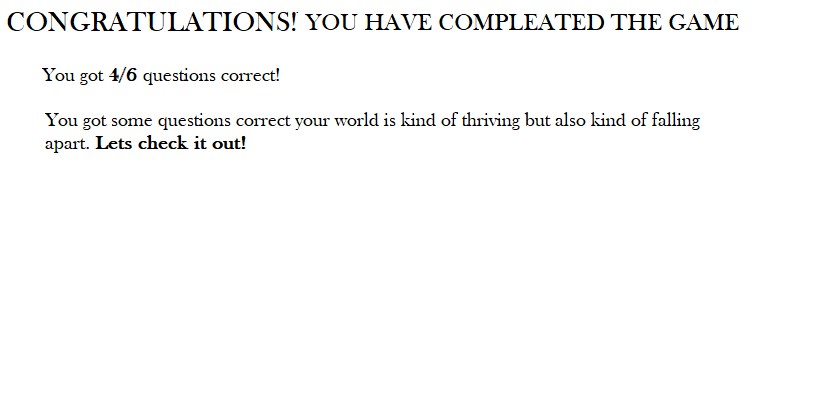 CONGRATULATIONS! YOU HAVE COMPLEATED THE GAME
You got 4/6 questions correct!
You got some questions correct your world is kind of thriving but also kind of falling
apart. Lets check it out!